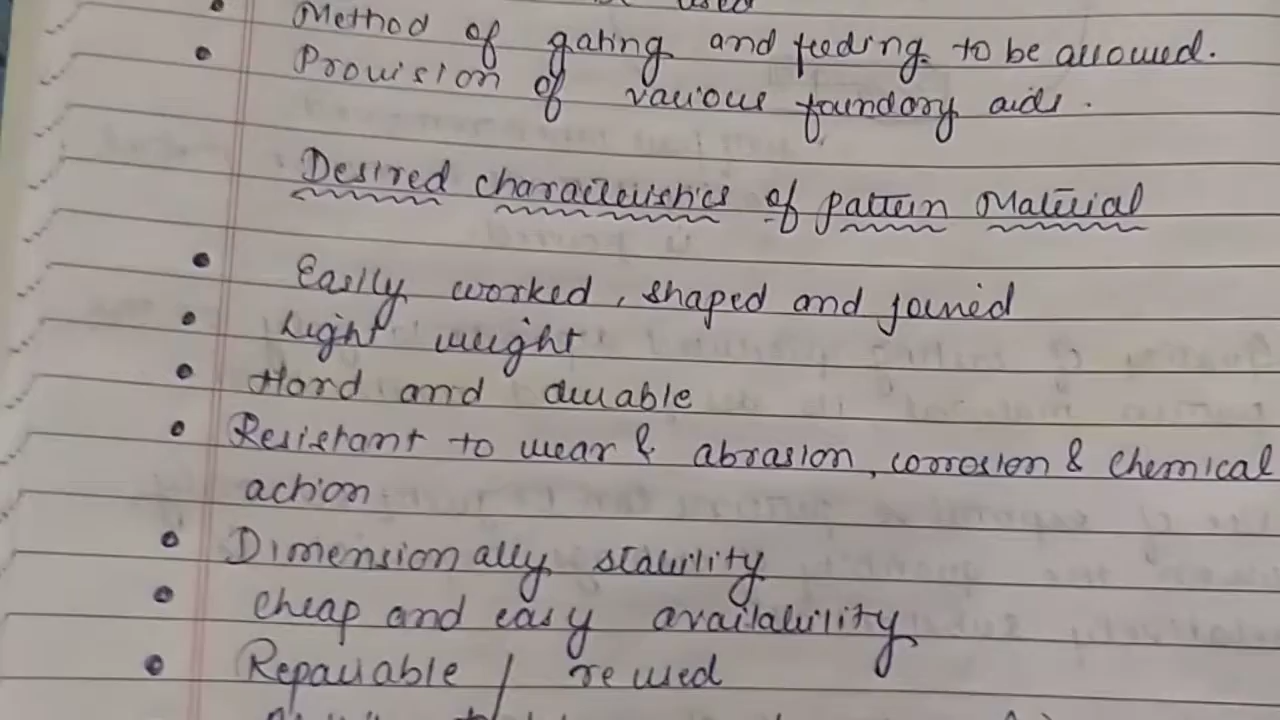 used
Method of gating and feeding to be allowed.
Provision of various foundory aids.
Desired characteristics of pattern Material
Easily worked, shaped and joined
Light weight
Hard and durable
Resistant to wear & abrasion, corrosion & chemical
action
Dimensionally stability
cheap and easy availability
Repairable / reused